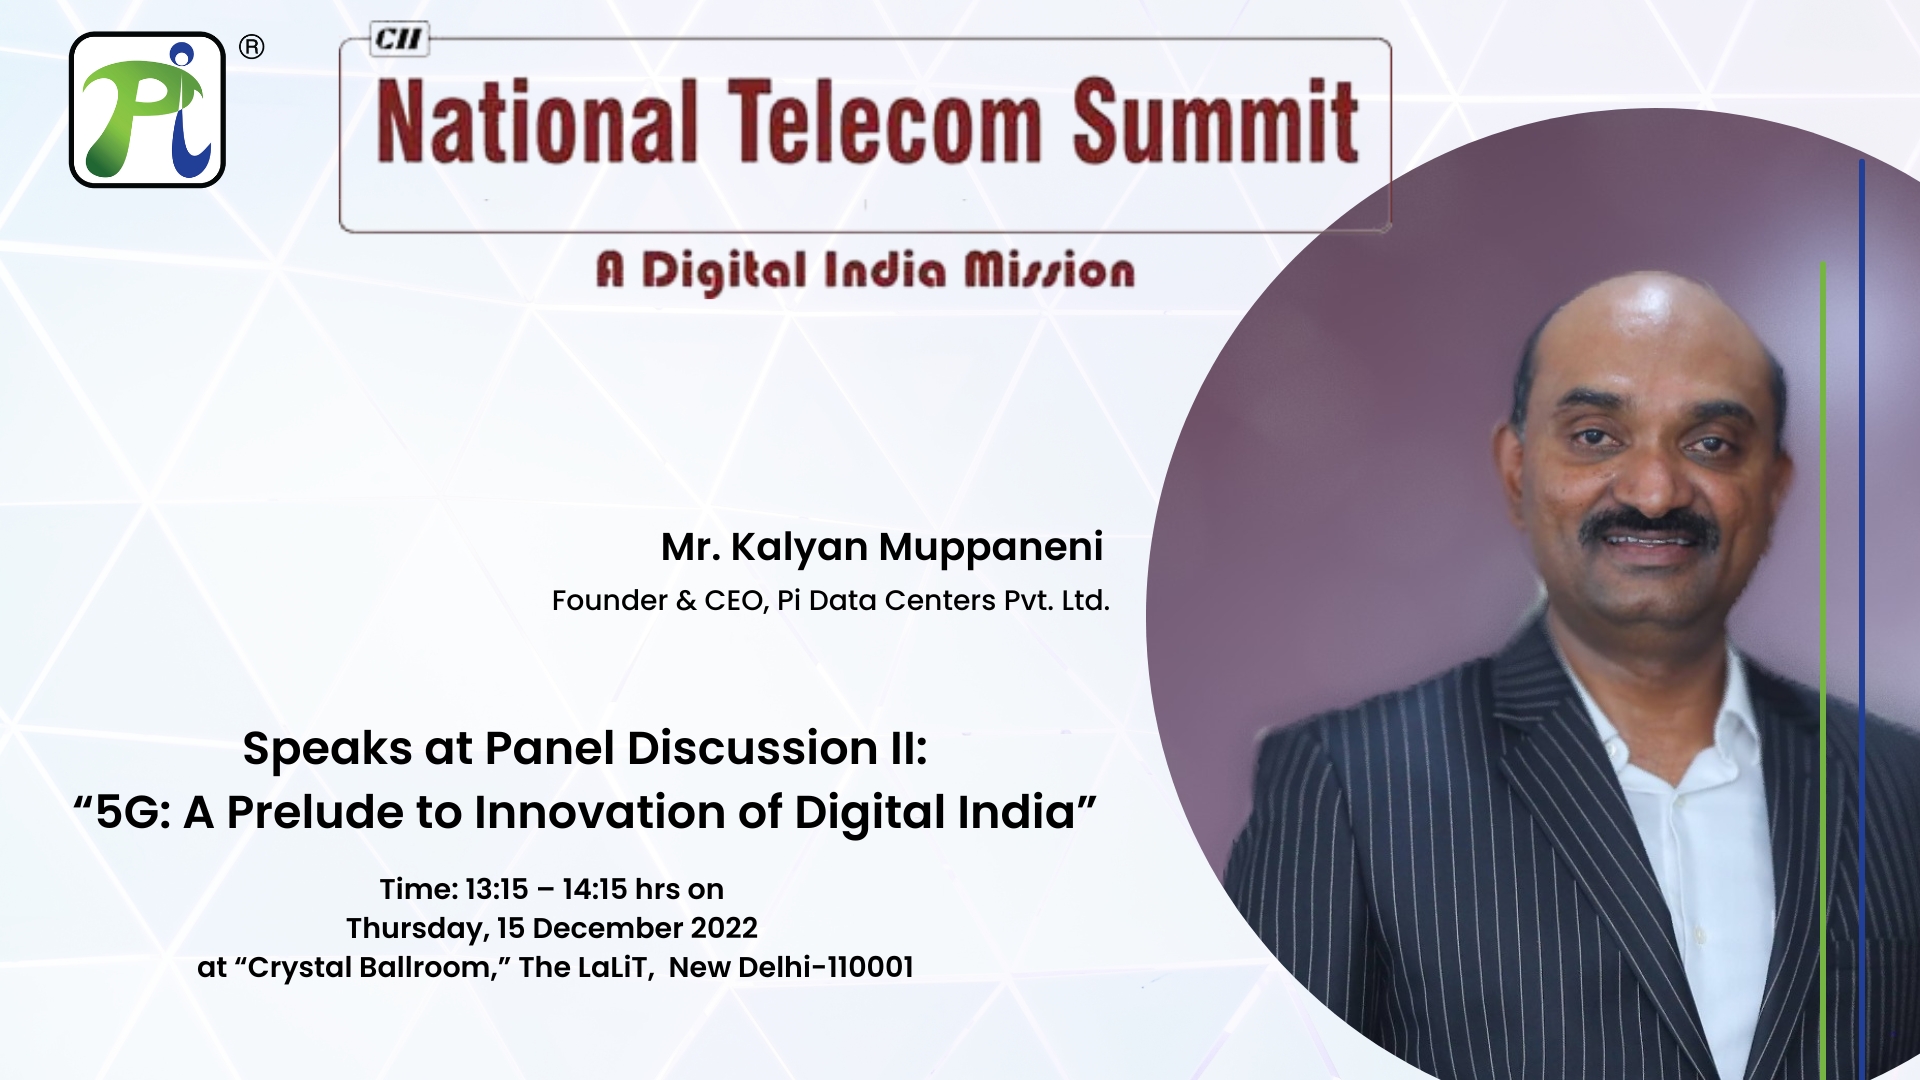 Pi ®
CII
National Telecom Summit
A Digital India Mission
Mr. Kalyan Muppaneni
Founder & CEO, Pi Data Centers Pvt. Ltd.
Speaks at Panel Discussion II:
“5G: A Prelude to Innovation of Digital India”
Time: 13:15 – 14:15 hrs on
Thursday, 15 December 2022
at “Crystal Ballroom,” The LaLiT, New Delhi-110001